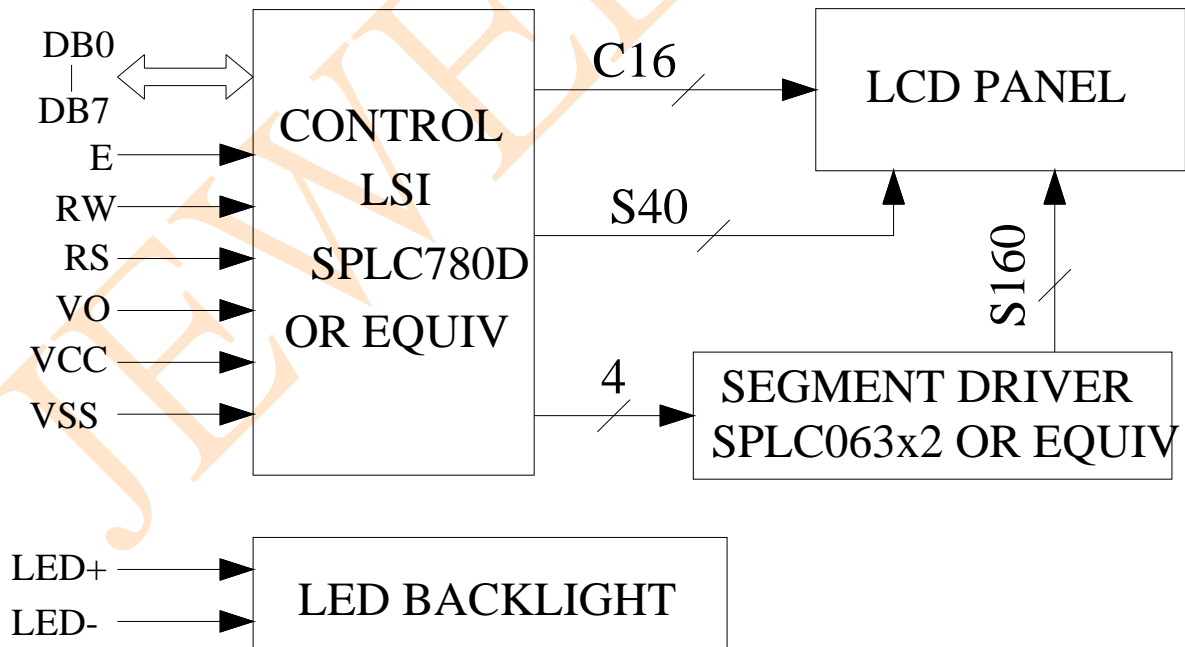 DB0
DB7
E
RW
RS
VO
VCC
VSS
CONTROL
LSI
SPLC780D
OR EQUIV
C16
S40
4
LCD PANEL
S160
SEGMENT DRIVER
SPLC063x2 OR EQUIV
LED+
LED-
LED BACKLIGHT